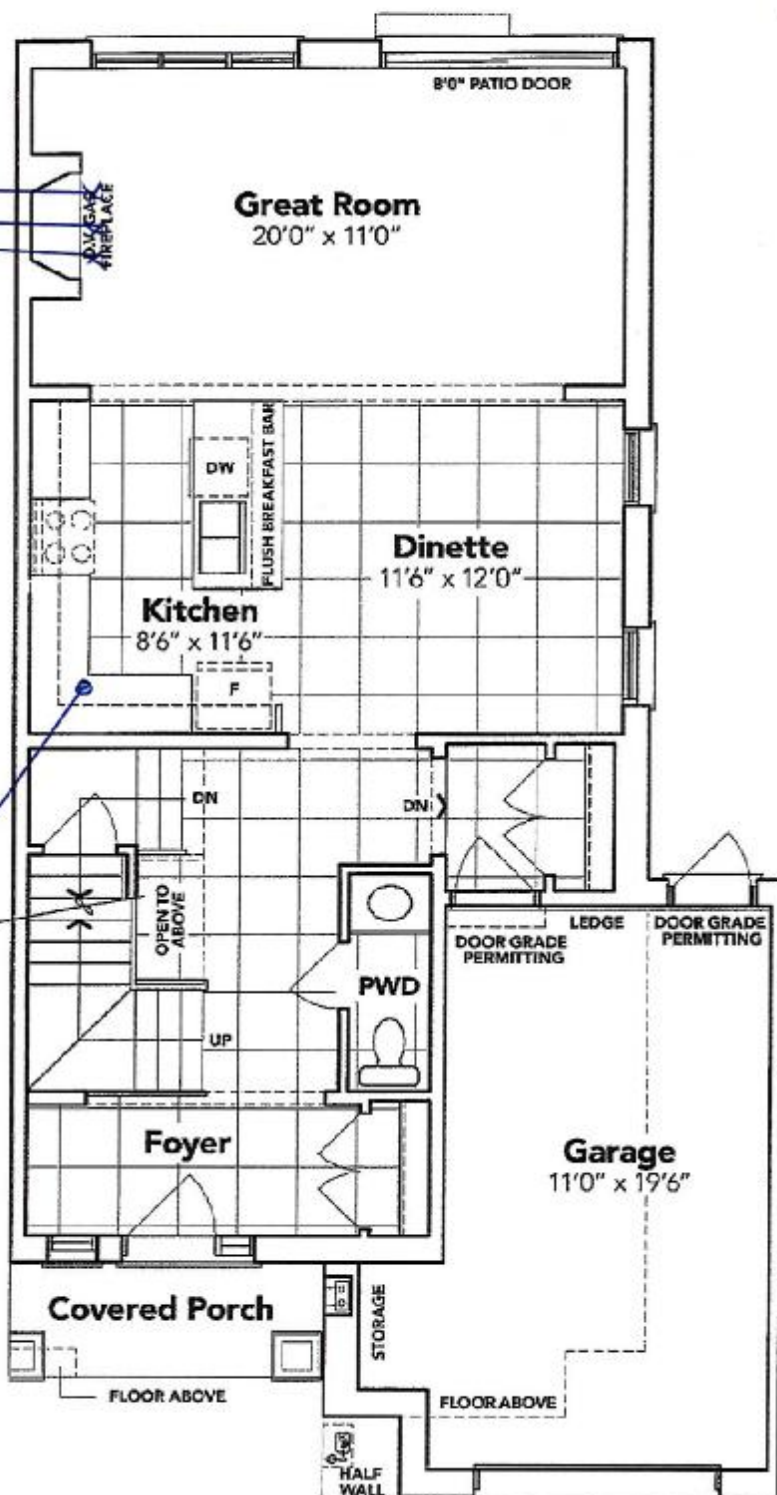 8'0" PATIO DOOR
D.V. GAS
FIREPLACE
Great Room
20'0" x 11'0"
FLUSH BREAKFAST BAR
DW
Dinette
11'6" x 12'0"
Kitchen
8'6" x 11'6"
F
DN
DN
OPEN TO
ABOVE
LEDGE
DOOR GRADE
PERMITTING
DOOR GRADE
PERMITTING
PWD
UP
Foyer
Garage
11'0" x 19'6"
Covered Porch
STORAGE
FLOOR ABOVE
FLOOR ABOVE
HALF
WALL